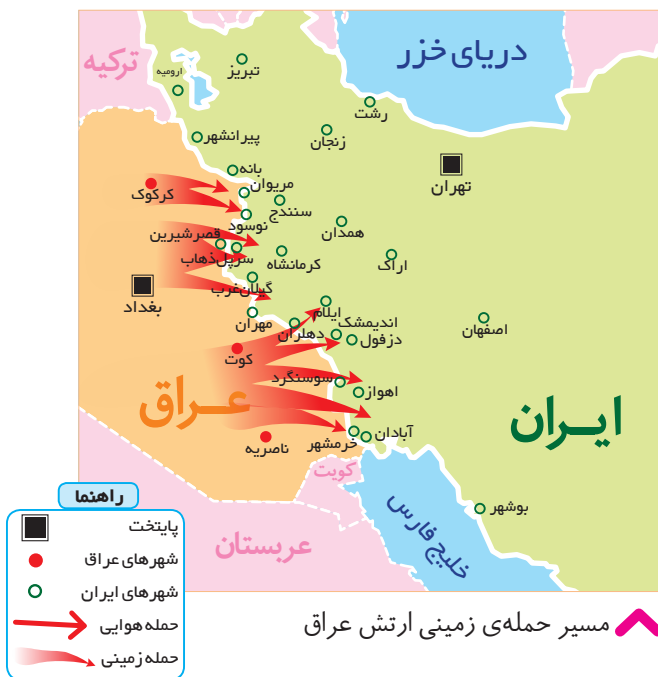 دریای خزر
ترکیه
ارومیه
تبریز
رشت
پیرانشهر
زنجان
بانه
تهران
مریوان
کرکوک
سنندج
نوسود
همدان
قصرشیرین
سرپل‌ذهاب
کرمانشاه
اراک
گیلان‌غرب
بغداد
ایلام
مهران
اندیمشک
دهلران
اصفهان
دزفول
کوت
سوسنگرد
اهواز
عراق
ایران
آبادان
خرمشهر
ناصریه
کویت
بوشهر
خلیج فارس
عربستان
راهنما
پایتخت
شهرهای عراق
شهرهای ایران
حمله هوایی
حمله زمینی
مسیر حمله‌ی زمینی ارتش عراق